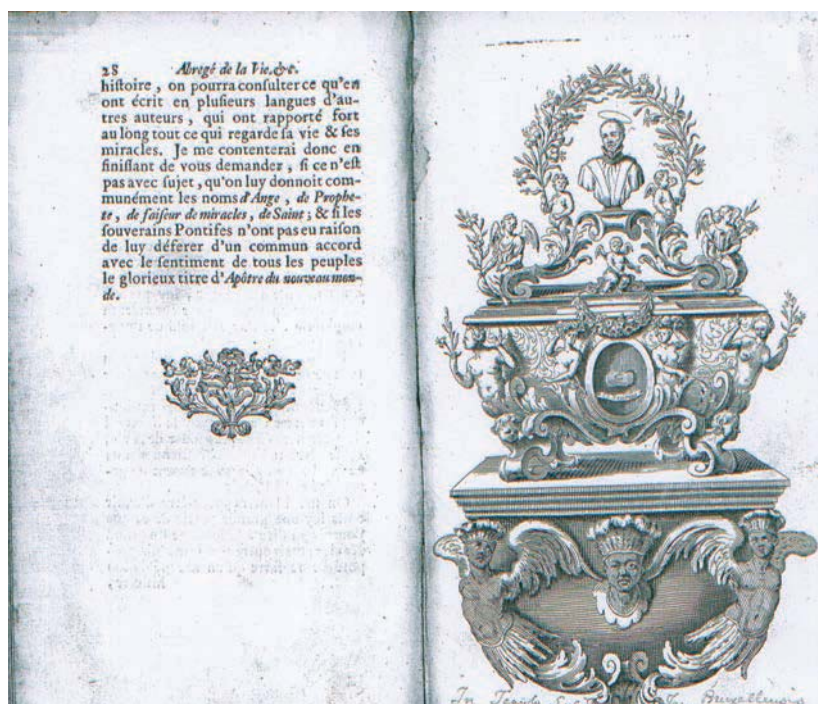 28 Abregé de la Vie. &c.
histoire, on pourra consulter ce qu'en
ont écrit en plusieurs langues d'au-
tres auteurs, qui ont rapporté fort
au long tout ce qui regarde sa vie & ses
miracles. Je me contenterai donc en
finissant de vous demander, si ce n'est
pas avec sujet, qu'on luy donnoit com-
munément les noms d'Ange, de Prophe-
te, de faiseur de miracles, de Saint; & si les
souverains Pontifes n'ont pas eu raison
de luy déferer d'un commun accord
avec le sentiment de tous les peuples
le glorieux titre d'Apôtre du nouveau mon-
de.
In Bruxellensis